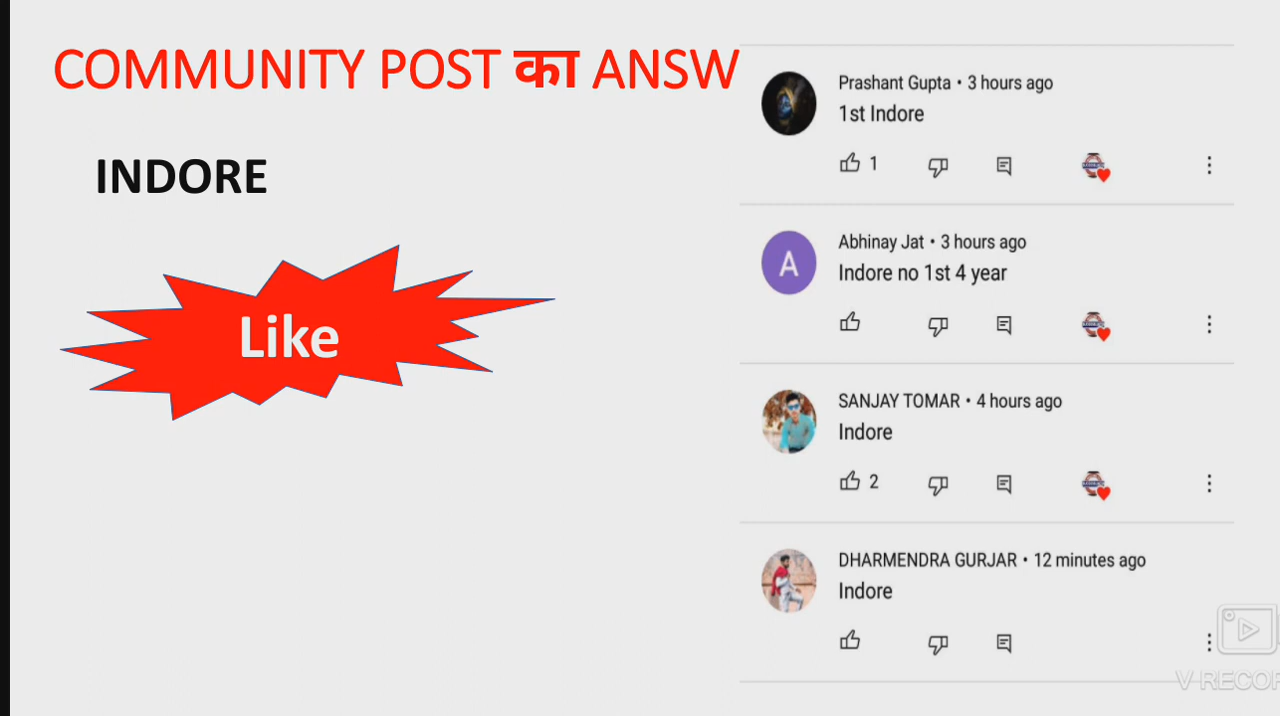 COMMUNITY POST का ANSW
INDORE
Like
Prashant Gupta • 3 hours ago
1st Indore
1
Abhinay Jat • 3 hours ago
A
Indore no 1st 4 year
SANJAY TOMAR • 4 hours ago
Indore
2
DHARMENDRA GURJAR • 12 minutes ago
Indore
V RECOR